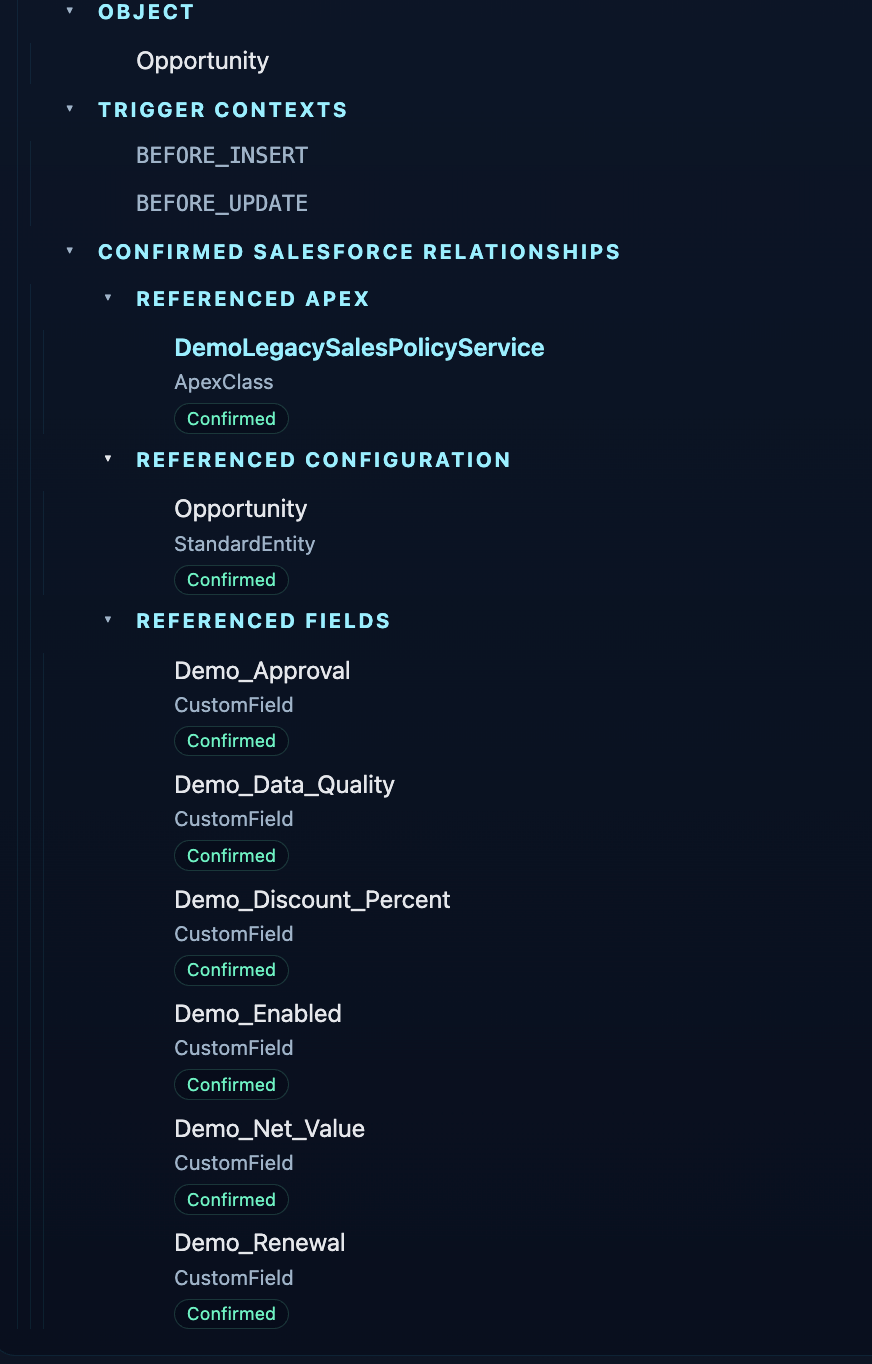 OBJECT
Opportunity
TRIGGER CONTEXTS
BEFORE_INSERT
BEFORE_UPDATE
CONFIRMED SALESFORCE RELATIONSHIPS
REFERENCED APEX
DemoLegacySalesPolicyService
ApexClass
Confirmed
REFERENCED CONFIGURATION
Opportunity
StandardEntity
Confirmed
REFERENCED FIELDS
Demo_Approval
CustomField
Confirmed
Demo_Data_Quality
CustomField
Confirmed
Demo_Discount_Percent
CustomField
Confirmed
Demo_Enabled
CustomField
Confirmed
Demo_Net_Value
CustomField
Confirmed
Demo_Renewal
CustomField
Confirmed